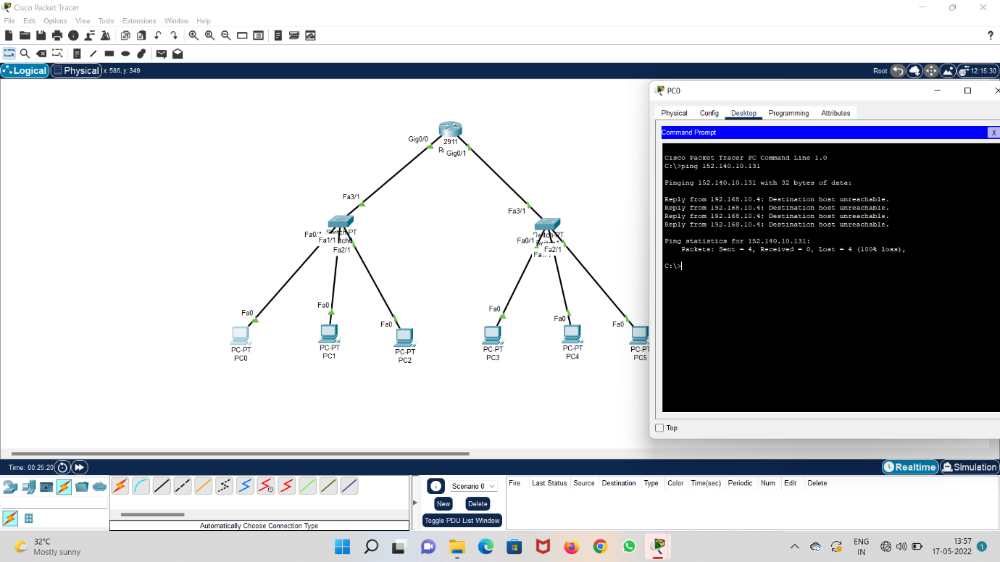 Cisco Packet Tracer
File Edit Options View Tools Extensions Window Help
Logical Physical x: 586, y: 349 Root 12:15:30
PC0
Physical Config Desktop Programming Attributes
Command Prompt X
Cisco Packet Tracer PC Command Line 1.0
C:\>ping 152.140.10.131
Pinging 152.140.10.131 with 32 bytes of data:
Reply from 192.168.10.4: Destination host unreachable.
Reply from 192.168.10.4: Destination host unreachable.
Reply from 192.168.10.4: Destination host unreachable.
Reply from 192.168.10.4: Destination host unreachable.
Ping statistics for 152.140.10.131:
Packets: Sent = 4, Received = 0, Lost = 4 (100% loss),
C:\>
Top
Gig0/0
2911
Gig0/1
Fa3/1
Fa3/1
Fa1/1
Fa2/1
Fa0/1
Fa2/1
Fa0
Fa0
Fa0
Fa0
Fa0
Fa0
PC-PT
PC0
PC-PT
PC1
PC-PT
PC2
PC-PT
PC3
PC-PT
PC4
PC5
Time: 00:25:20 Realtime Simulation
Scenario 0
New Delete
Toggle PDU List Window
Fire Last Status Source Destination Type Color Time(sec) Periodic Num Edit Delete
Automatically Choose Connection Type
32°C
Mostly sunny
ENG
IN
13:57
17-05-2022
1